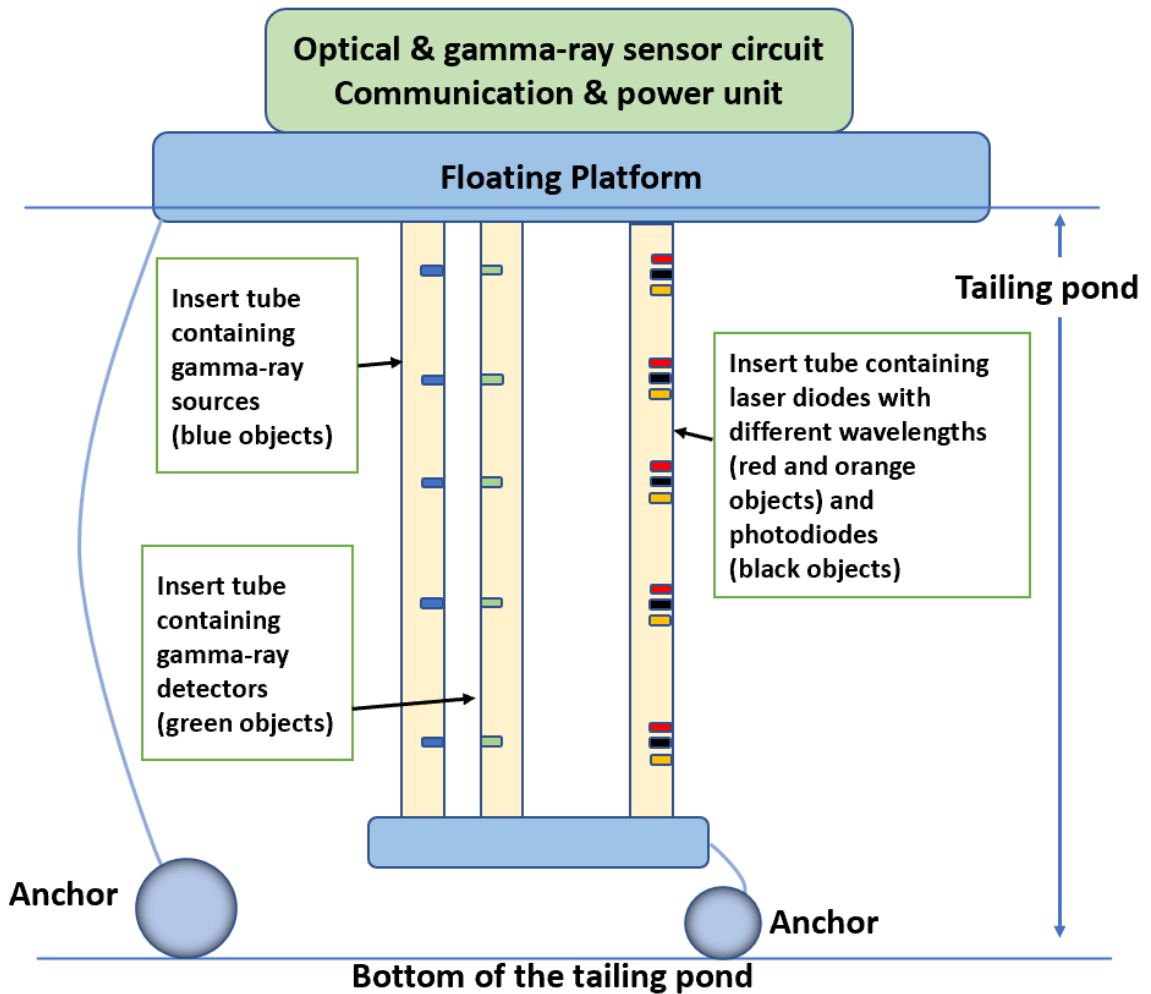 Optical & gamma-ray sensor circuit
Communication & power unit
Floating Platform
Tailing pond
Insert tube
containing
gamma-ray
sources
(blue objects)
Insert tube containing
laser diodes with
different wavelengths
(red and orange
objects) and
photodiodes
(black objects)
Insert tube
containing
gamma-ray
detectors
(green objects)
Anchor
Anchor
Bottom of the tailing pond